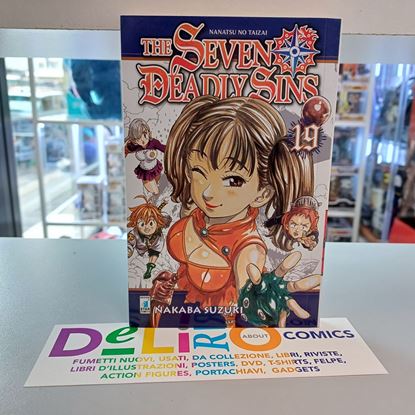 NANATSU NO TAIZAI
THE SEVEN
DEADLY SINS
19
NAKABA SUZUKI
DELIRO ABOUT COMICS
FUMETTI NUOVI, USATI, DA COLLEZIONE, LIBRI, RIVISTE,
LIBRI D'ILLUSTRAZIONI, POSTERS, DVD, T-SHIRTS, FELPE,
ACTION FIGURES, PORTACHIAVI, GADGETS